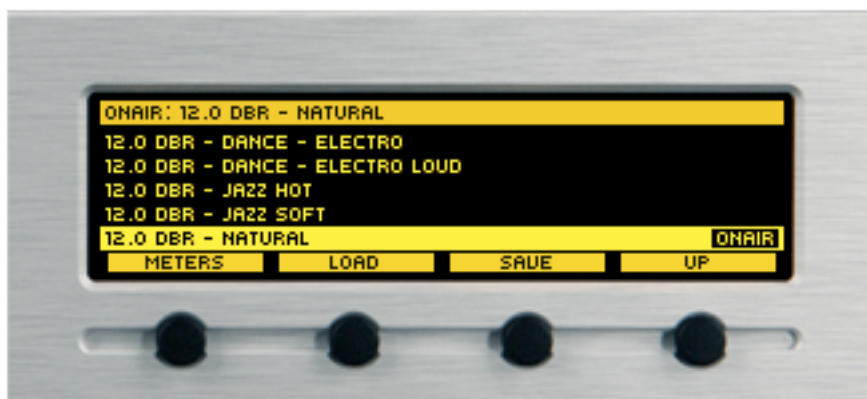 ONAIR: 12.0 DBR - NATURAL
12.0 DBR - DANCE - ELECTRO
12.0 DBR - DANCE - ELECTRO LOUD
12.0 DBR - JAZZ HOT
12.0 DBR - JAZZ SOFT
12.0 DBR - NATURAL ONAIR
METERS LOAD SAVE UP